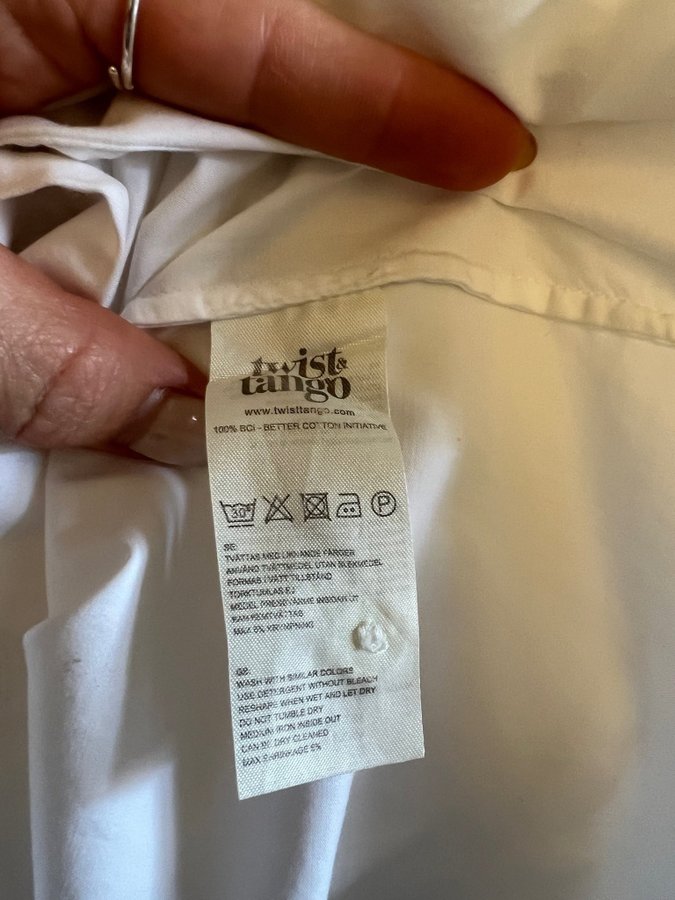 twist &
tango
www.twisttango.com
100% BCI - BETTER COTTON INITIATIVE
30°
P
SE:
TVÄTTAS MED LIKNANDE FÄRGER
ANVÄND TVÄTTMEDEL UTAN BLEKMEDEL
FORMAS I VÅTT TILLSTÅND
TORKTUMLAS EJ
MEDEL PRESSVÄRME INSIDAN UT
KAN KEMTVÄTTAS
MAX 5% KRYMPNING
GB:
WASH WITH SIMILAR COLORS
USE DETERGENT WITHOUT BLEACH
RESHAPE WHEN WET AND LET DRY
DO NOT TUMBLE DRY
MEDIUM IRON INSIDE OUT
CAN BE DRY CLEANED
MAX SHRINKAGE 5%